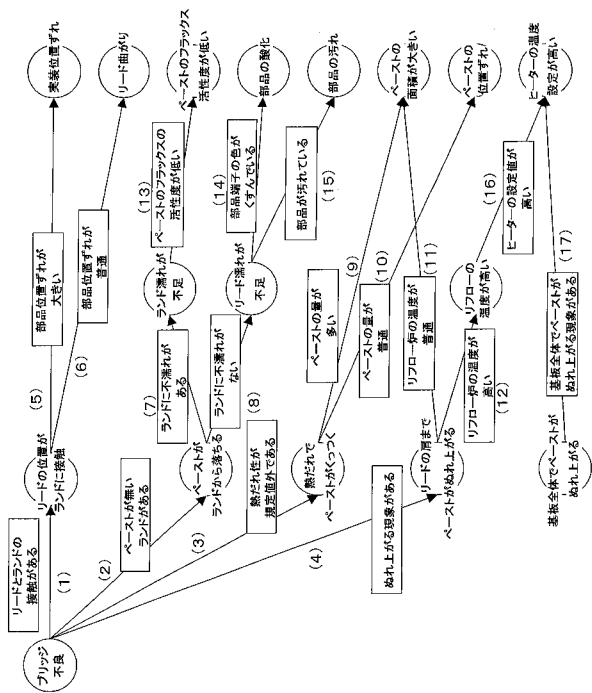 ブリッジ
不良
リードとランドの
接触がある
(1)
ペーストが無い
ランドがある
(2)
(3)
熱だれ性が
規定値外である
(4)
ぬれ上がる現象がある
リードの位置が
ランドに接触
(5)
部品位置ずれが
大きい
(6)
部品位置ずれが
普通
実装位置ずれ
リード曲がり
ペーストが
ランドから落ちる
(7)
ランドに不濡れが
ある
ランドに不濡れが
ない
(8)
ランド濡れが
不足
(13)
ペーストのフラックスの
活性度が低い
ペーストのフラックス
活性度が低い
リード濡れが
不足
(14)
部品端子の色が
くすんでいる
部品の酸化
部品が汚れている
(15)
部品の汚れ
熱だれで
ペーストがくっつく
ペーストの量が
多い
(9)
ペーストの量が
普通
(10)
ペーストの
面積が大きい
ペーストの
位置ずれ
リードの肩まで
ペーストがぬれ上がる
リフロー炉の温度が
普通
(11)
リフロー炉の温度が
高い
(12)
リフローの
温度が高い
(16)
ヒーターの設定値が
高い
ヒーターの温度
設定が高い
基板全体でペーストが
ぬれ上がる
基板全体でペーストが
ぬれ上がる現象がある
(17)